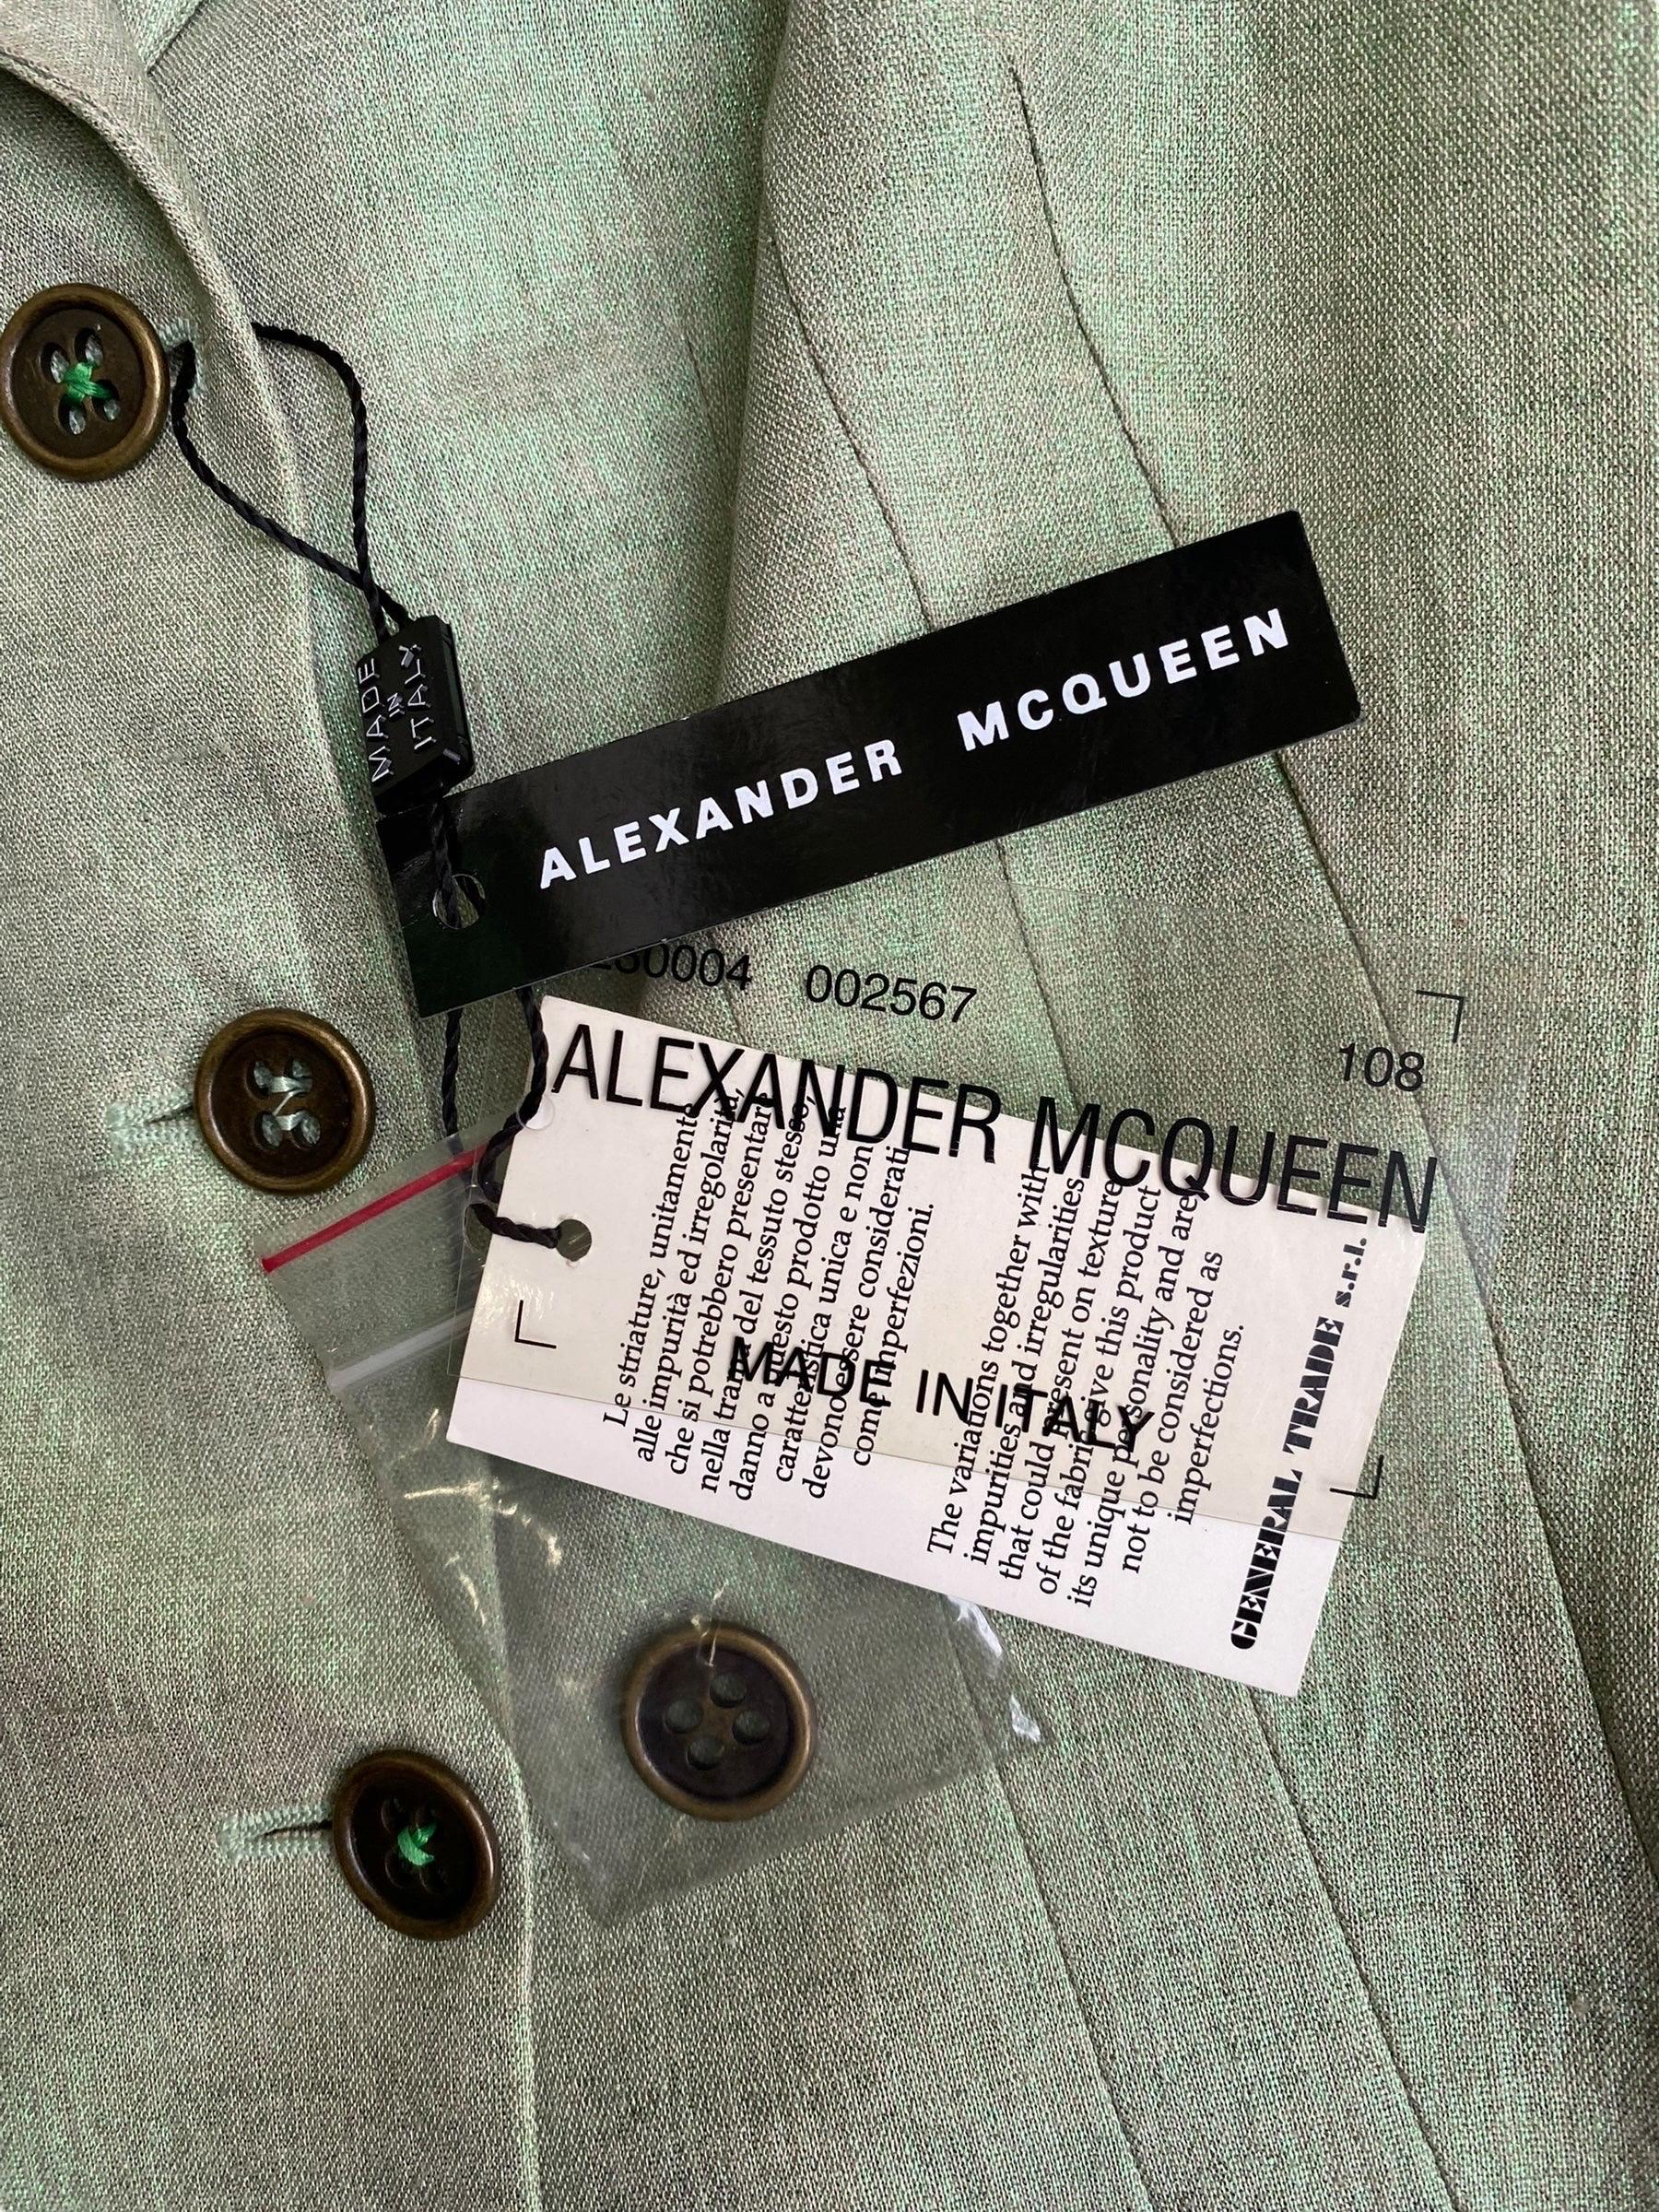 MADE
IN
ITALY
ALEXANDER MCQUEEN
002567
108
ALEXANDER MCQUEEN
MADE IN ITALY
Le striature, unitamente
alle impurità ed irregolarità,
che si potrebbero presentare
nella trama del tessuto stesso,
danno a questo prodotto una
caratteristica unica e non
devono essere considerati
come imperfezioni.
The variations together with
impurities and irregularities
that could present on texture
of the fabric give this product
its unique personality and are
not to be considered as
imperfections.
GENERAL TRADE s.r.l.